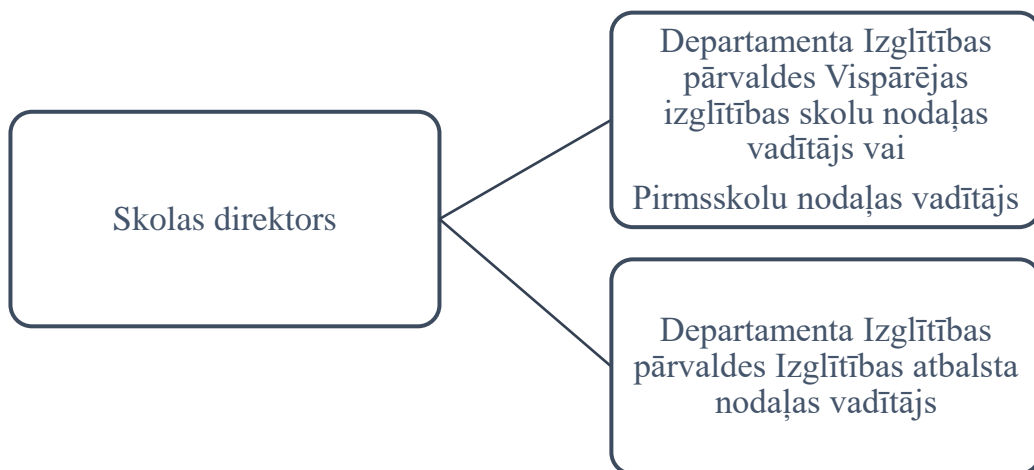 Skolas direktors
Departamenta Izglītības
pārvaldes Vispārējas
izglītības skolu nodaļas
vadītājs vai
Pirmsskolu nodaļas vadītājs
Departamenta Izglītības
pārvaldes Izglītības atbalsta
nodaļas vadītājs